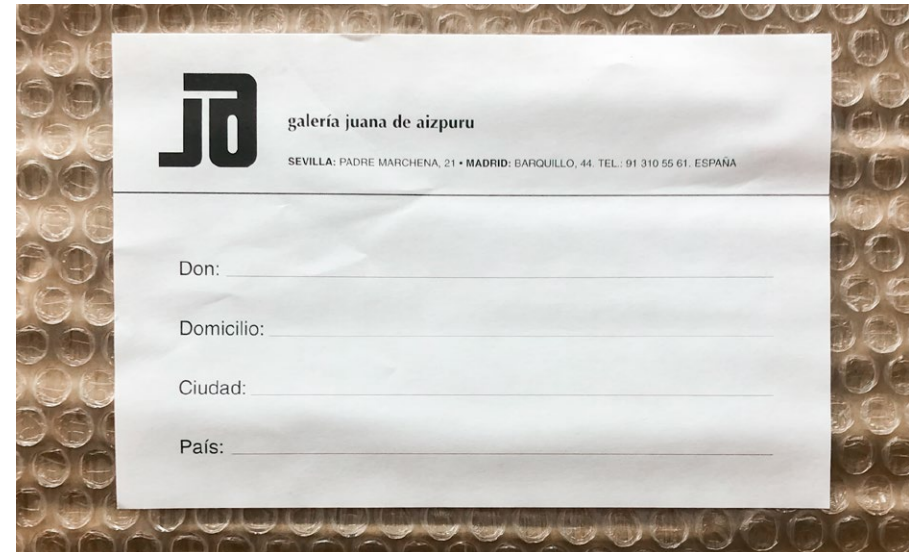 Ja
galería juana de aizpuru
SEVILLA: PADRE MARCHENA, 21 • MADRID: BARQUILLO, 44. TEL.: 91 310 55 61. ESPAÑA
Don:
Domicilio:
Ciudad:
País: